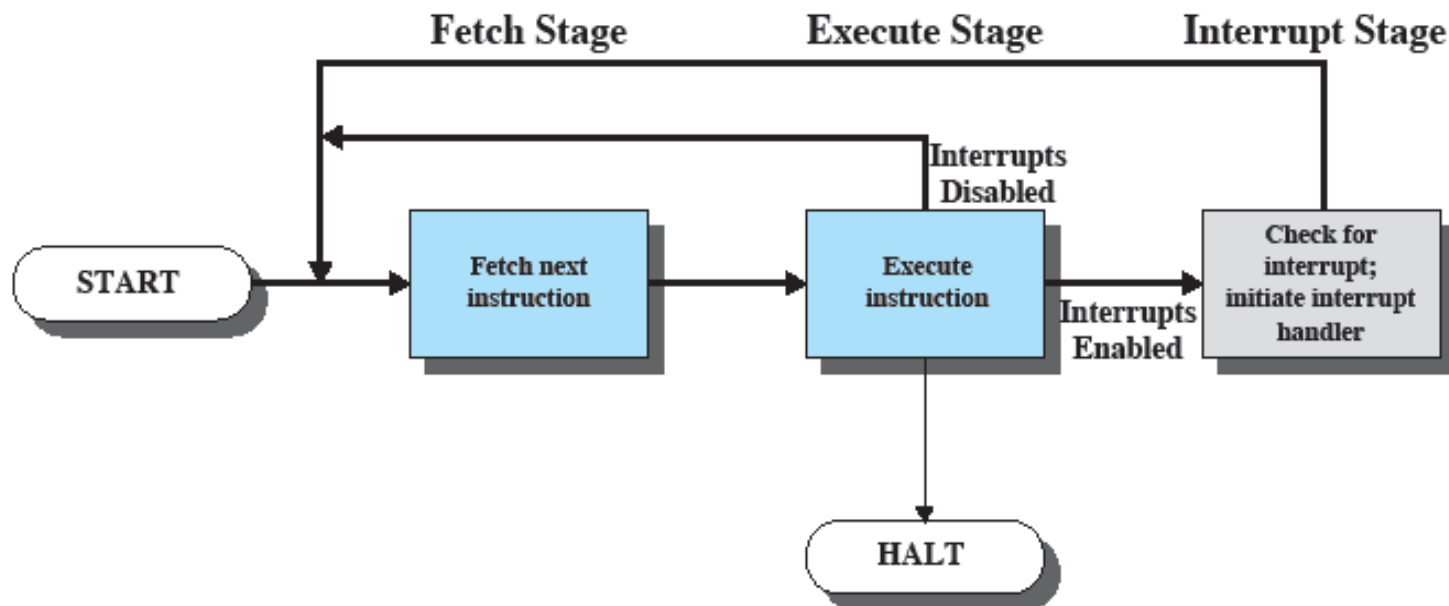 Fetch Stage
Execute Stage
Interrupt Stage
Interrupts
Disabled
START
Fetch next
instruction
Execute
instruction
Interrupts
Enabled
Check for
interrupt;
initiate interrupt
handler
HALT